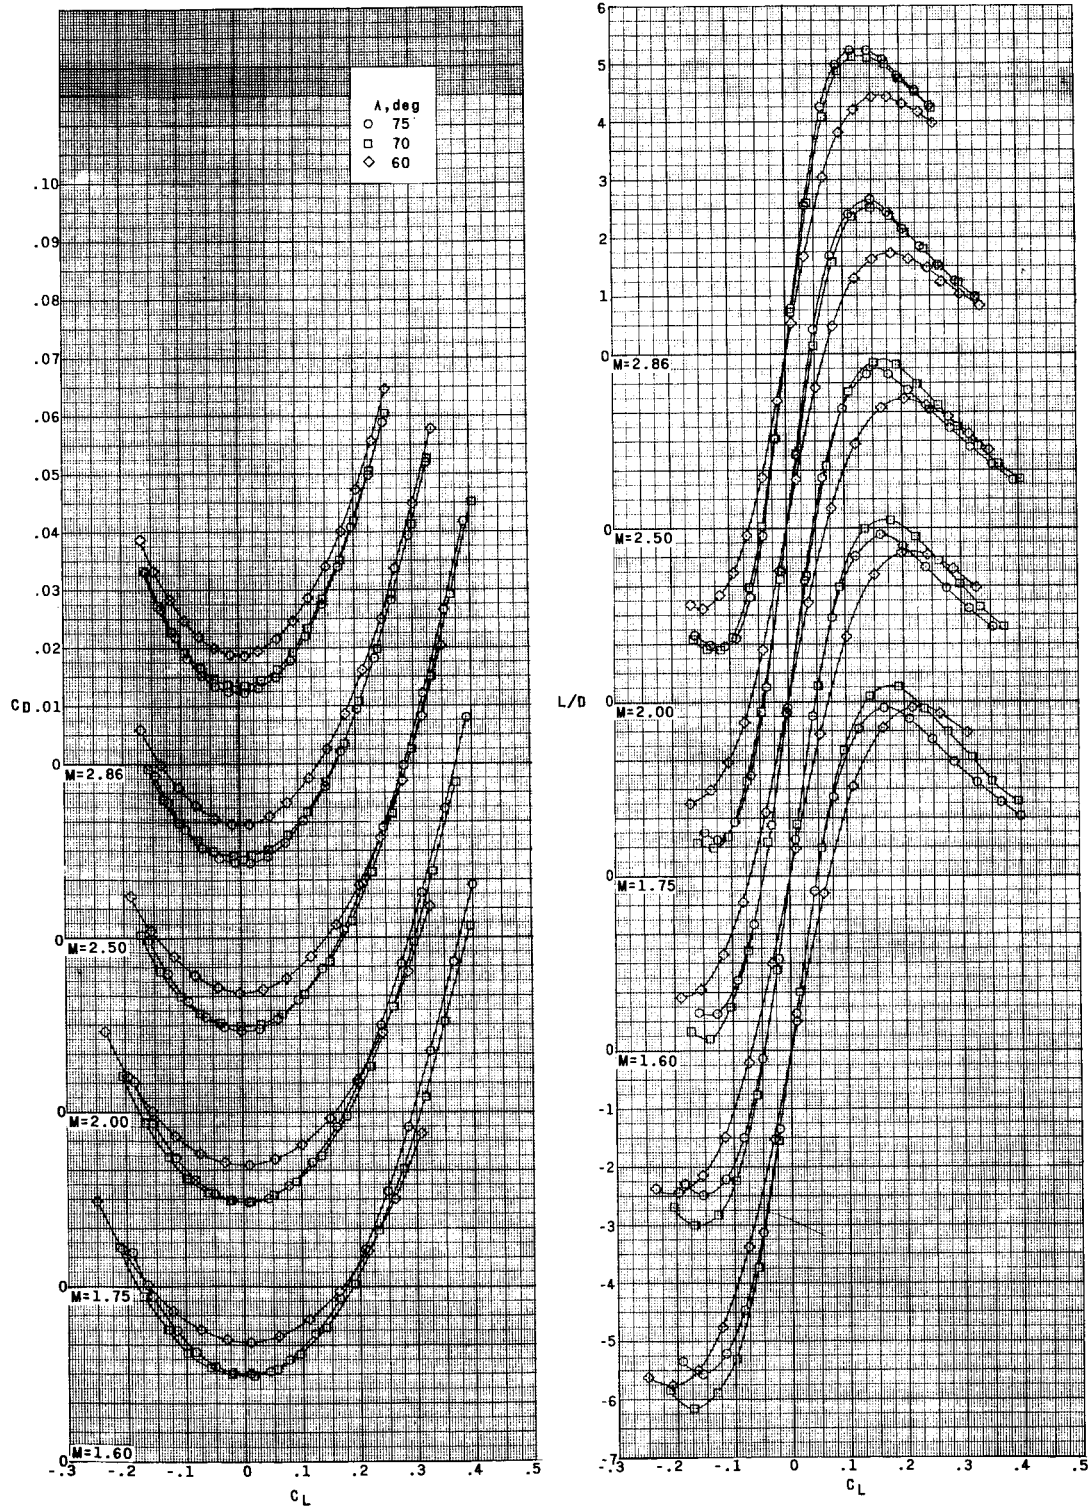 Λ, deg
○ 75
□ 70
◇ 60
.10
.09
.08
.07
.06
.05
.04
.03
.02
C D .01
0
M=2.86
0
M=2.50
0
M=2.00
0
M=1.75
0
M=1.60
-.3 -.2 -.1 0 .1 .2 .3 .4 .5
C L
6
5
4
3
2
1
0
M=2.86
0
M=2.50
L/D
0
M=2.00
0
M=1.75
0
M=1.60
-1
-2
-3
-4
-5
-6
-7
-.3 -.2 -.1 0 .1 .2 .3 .4 .5
C L